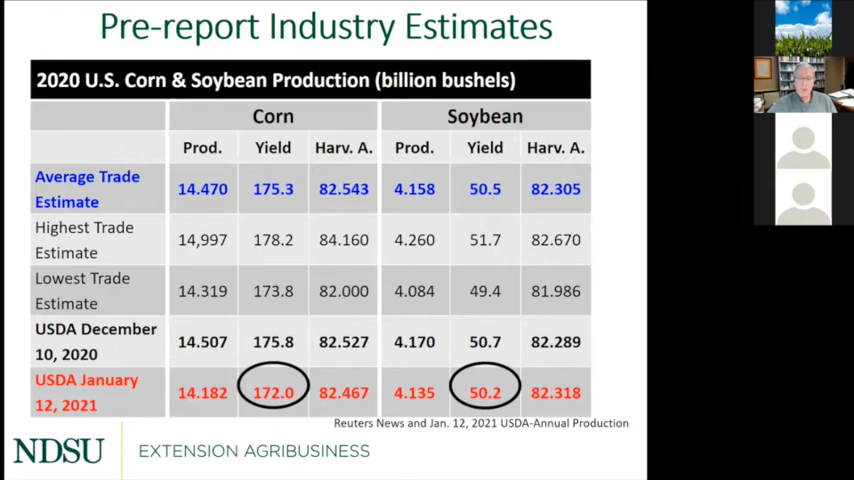 Pre-report Industry Estimates
2020 U.S. Corn & Soybean Production (billion bushels)
Corn Soybean
Prod. Yield Harv. A. Prod. Yield Harv. A.
Average Trade
Estimate 14.470 175.3 82.543 4.158 50.5 82.305
Highest Trade
Estimate 14,997 178.2 84.160 4.260 51.7 82.670
Lowest Trade
Estimate 14.319 173.8 82.000 4.084 49.4 81.986
USDA December
10, 2020 14.507 175.8 82.527 4.170 50.7 82.289
USDA January
12, 2021 14.182 172.0 82.467 4.135 50.2 82.318
Reuters News and Jan. 12, 2021 USDA-Annual Production
NDSU EXTENSION AGRIBUSINESS